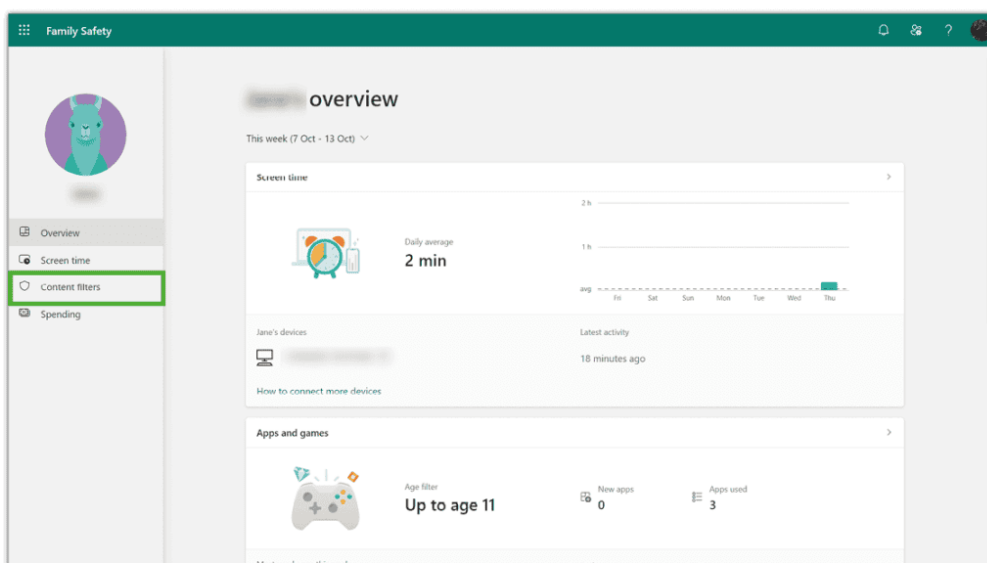 Family Safety
?
overview
This week (7 Oct - 13 Oct)
Overview
Screen time
Content filters
Spending
Screen time
Daily average
2 min
2 h
1 h
avg
Fri Sat Sun Mon Tue Wed Thu
Jane's devices
Latest activity
18 minutes ago
How to connect more devices
Apps and games
Age filter
Up to age 11
New apps
0
Apps used
3